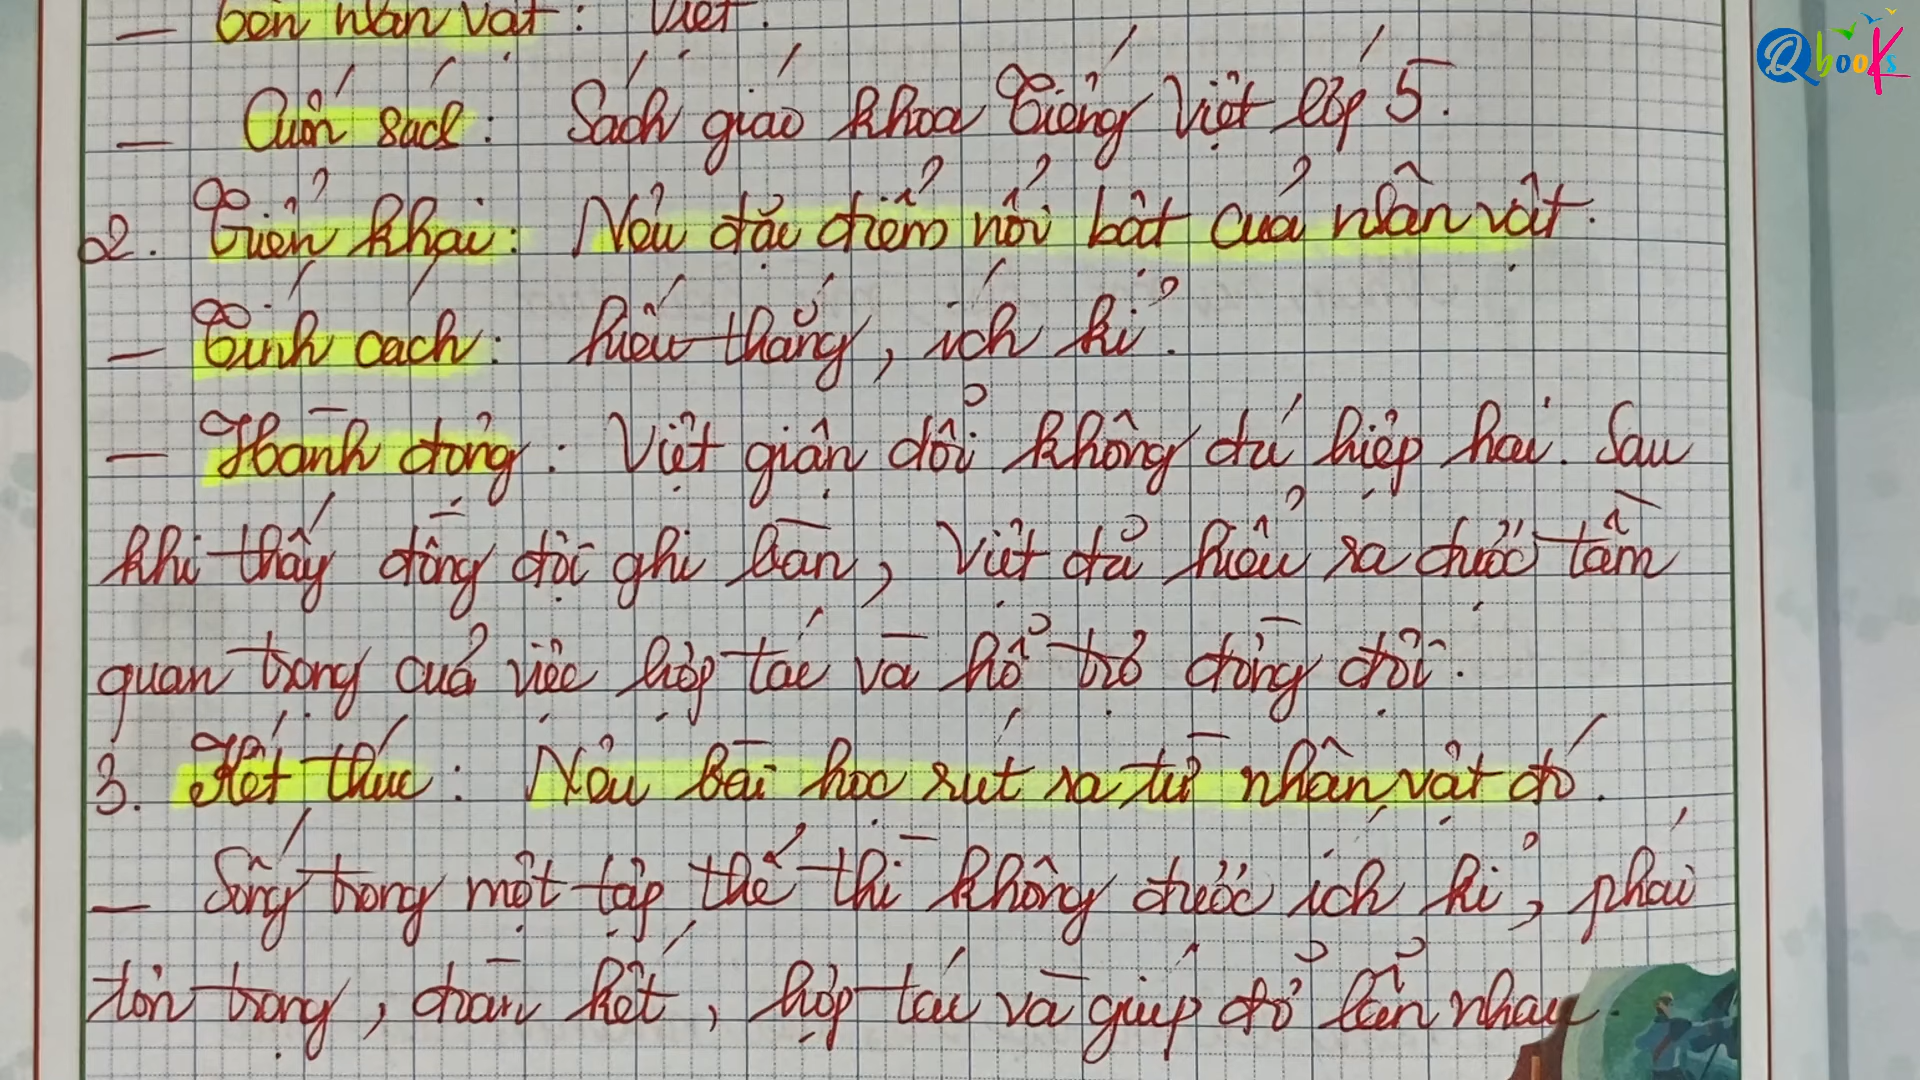 – Tên nhân vật: Việt.
Qbooks
– Cuốn sách: Sách giáo khoa Tiếng Việt lớp 5.
2. Triển khai: Nêu đặc điểm nổi bật của nhân vật.
– Tính cách: hiếu thắng, ích kỉ.
– Hành động: Việt giận dỗi không đá hiệp hai. Sau
khi thấy đồng đội ghi bàn, Việt đã hiểu ra được tầm
quan trọng của việc hợp tác và hỗ trợ đồng đội.
3. Kết thúc: Nêu bài học rút ra từ nhân vật đó.
– Sống trong một tập thể thì không được ích kỉ, phải
tôn trọng, đoàn kết, hợp tác và giúp đỡ lẫn nhau.